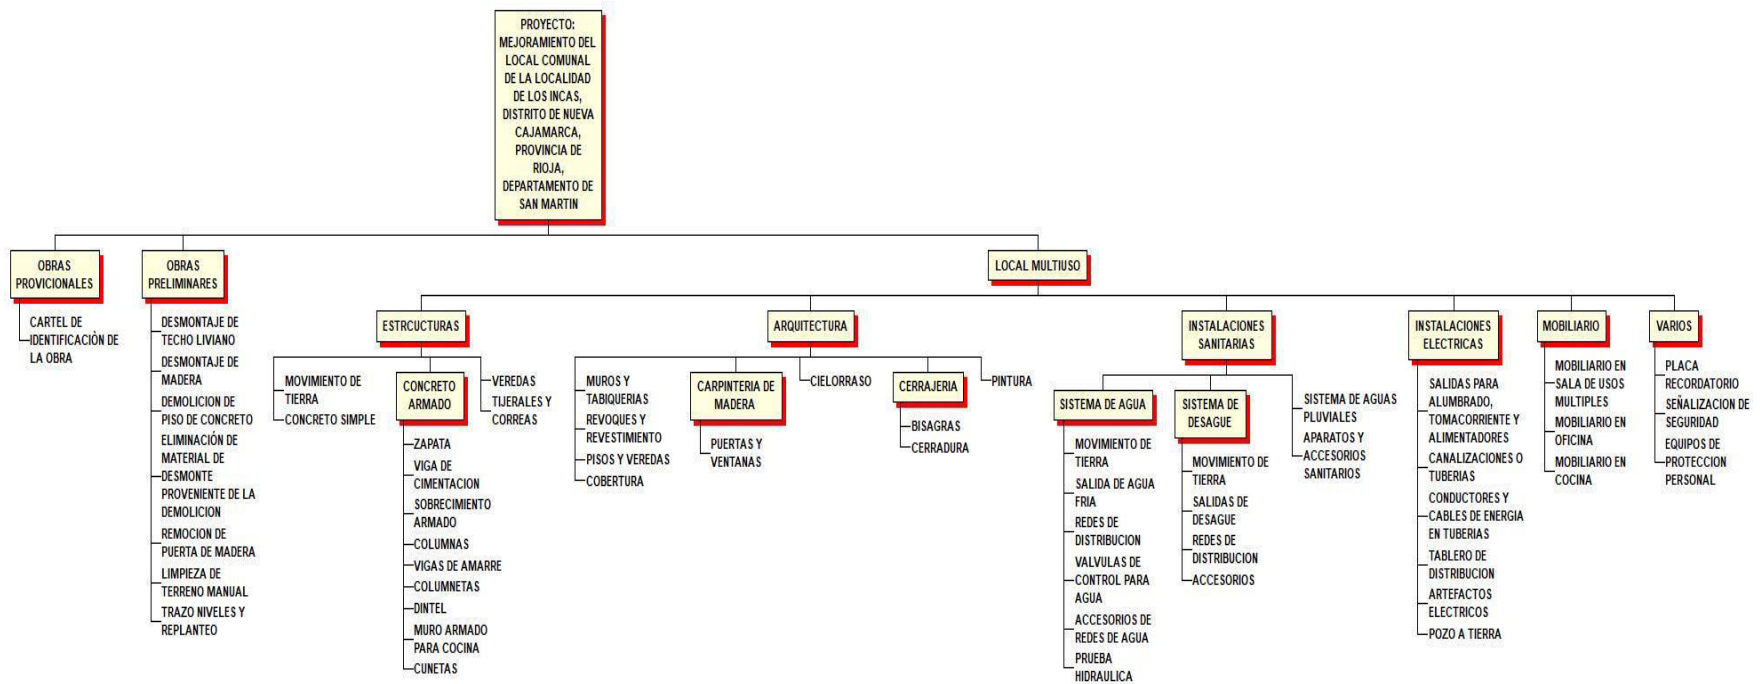 PROYECTO:
MEJORAMIENTO DEL
LOCAL COMUNAL
DE LA LOCALIDAD
DE LOS INCAS,
DISTRITO DE NUEVA
CAJAMARCA,
PROVINCIA DE
RIOJA,
DEPARTAMENTO DE
SAN MARTIN
OBRAS
PROVICIONALES
CARTEL DE
IDENTIFICACIÒN DE
LA OBRA
OBRAS
PRELIMINARES
DESMONTAJE DE
TECHO LIVIANO
DESMONTAJE DE
MADERA
DEMOLICION DE
PISO DE CONCRETO
ELIMINACIÓN DE
MATERIAL DE
DESMONTE
PROVENIENTE DE LA
DEMOLICION
REMOCION DE
PUERTA DE MADERA
LIMPIEZA DE
TERRENO MANUAL
TRAZO NIVELES Y
REPLANTEO
LOCAL MULTIUSO
ESTRCUCTURAS
MOVIMIENTO DE
TIERRA
CONCRETO SIMPLE
CONCRETO
ARMADO
ZAPATA
VIGA DE
CIMENTACION
SOBRECIMIENTO
ARMADO
COLUMNAS
VIGAS DE AMARRE
COLUMNETAS
DINTEL
MURO ARMADO
PARA COCINA
CUNETAS
VEREDAS
TIJERALES Y
CORREAS
ARQUITECTURA
MUROS Y
TABIQUERIAS
REVOQUES Y
REVESTIMIENTO
PISOS Y VEREDAS
COBERTURA
CARPINTERIA DE
MADERA
PUERTAS Y
VENTANAS
CIELORRASO
CERRAJERIA
BISAGRAS
CERRADURA
PINTURA
INSTALACIONES
SANITARIAS
SISTEMA DE AGUA
MOVIMIENTO DE
TIERRA
SALIDA DE AGUA
FRIA
REDES DE
DISTRIBUCION
VALVULAS DE
CONTROL PARA
AGUA
ACCESORIOS DE
REDES DE AGUA
PRUEBA
HIDRAULICA
SISTEMA DE
DESAGUE
MOVIMIENTO DE
TIERRA
SALIDAS DE
DESAGUE
REDES DE
DISTRIBUCION
ACCESORIOS
SISTEMA DE AGUAS
PLUVIALES
APARATOS Y
ACCESORIOS
SANITARIOS
INSTALACIONES
ELECTRICAS
SALIDAS PARA
ALUMBRADO,
TOMACORRIENTE Y
ALIMENTADORES
CANALIZACIONES O
TUBERIAS
CONDUCTORES Y
CABLES DE ENERGIA
EN TUBERIAS
TABLERO DE
DISTRIBUCION
ARTEFACTOS
ELECTRICOS
POZO A TIERRA
MOBILIARIO
MOBILIARIO EN
SALA DE USOS
MULTIPLES
MOBILIARIO EN
OFICINA
MOBILIARIO EN
COCINA
VARIOS
PLACA
RECORDATORIO
SEÑALIZACION DE
SEGURIDAD
EQUIPOS DE
PROTECCION
PERSONAL